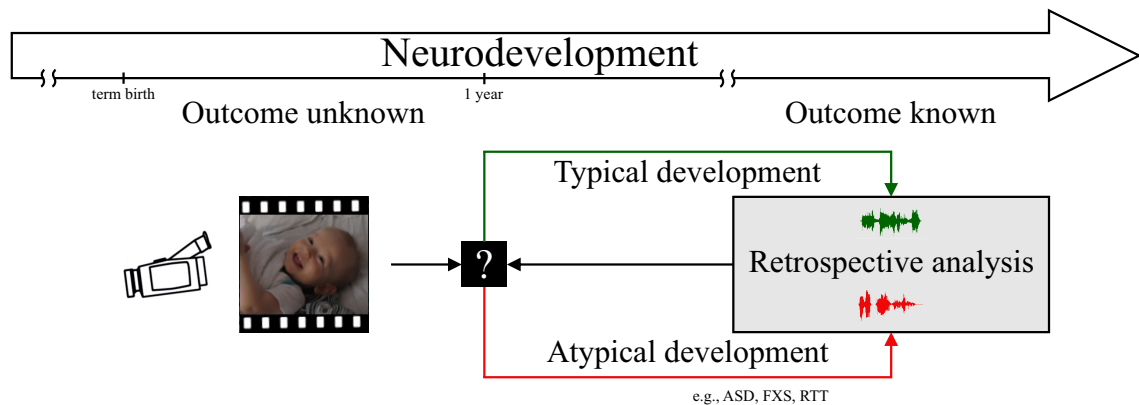 Neurodevelopment
term birth
1 year
Outcome unknown
Outcome known
Typical development
?
Retrospective analysis
Atypical development
e.g., ASD, FXS, RTT